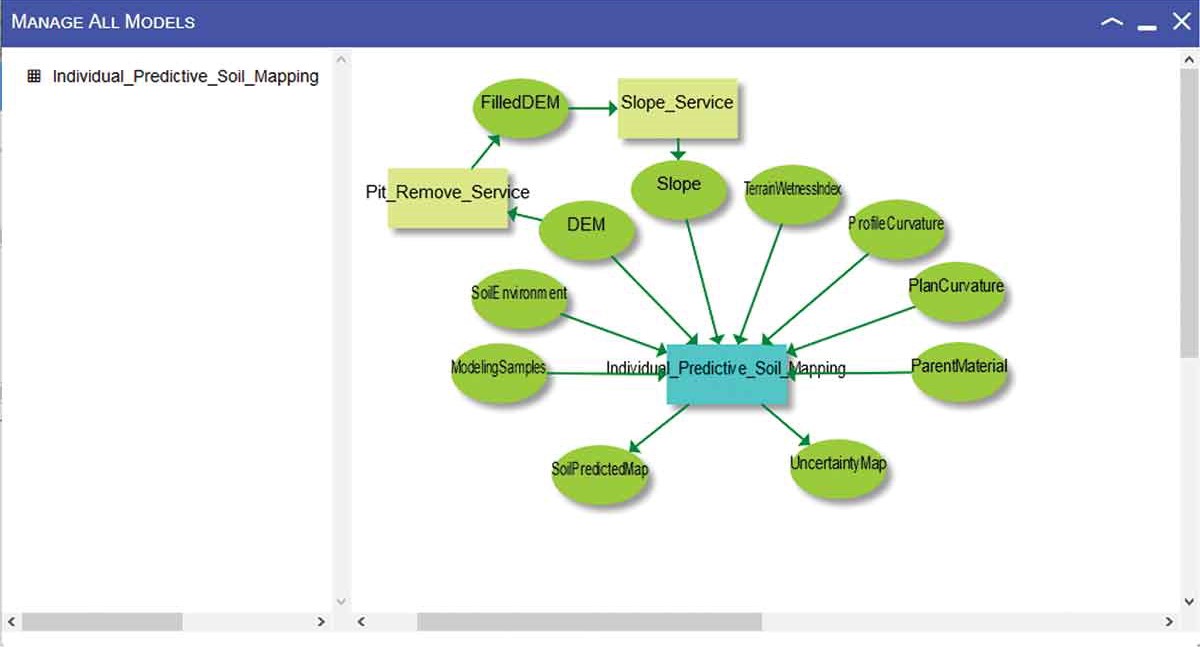 MANAGE ALL MODELS
Individual_Predictive_Soil_Mapping
FilledDEM
Slope_Service
Pit_Remove_Service
Slope
TerrainWetnessIndex
DEM
ProfileCurvature
SoilEnvironment
PlanCurvature
ModelingSamples
Individual_Predictive_Soil_Mapping
ParentMaterial
SoilPredictedMap
UncertaintyMap